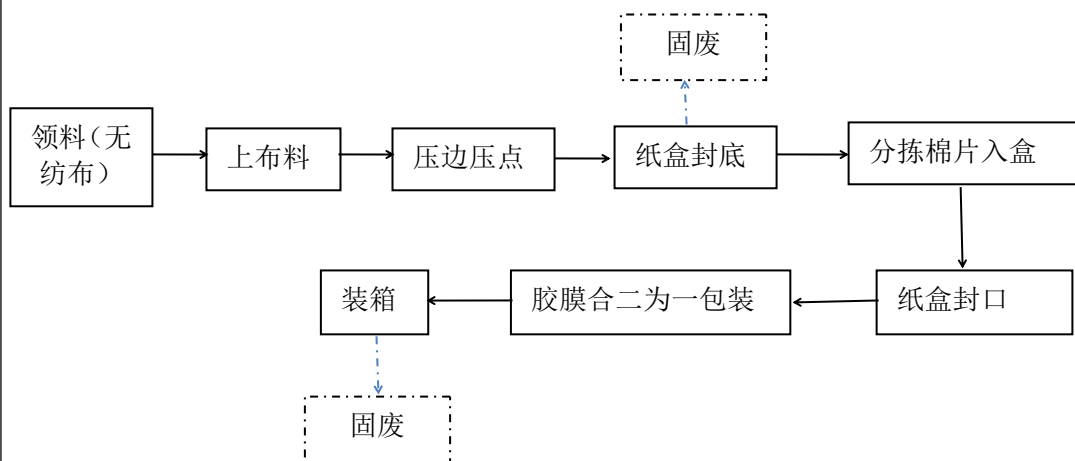 固废
领料（无
纺布）
上布料
压边压点
纸盒封底
分拣棉片入盒
装箱
胶膜合二为一包装
纸盒封口
固废